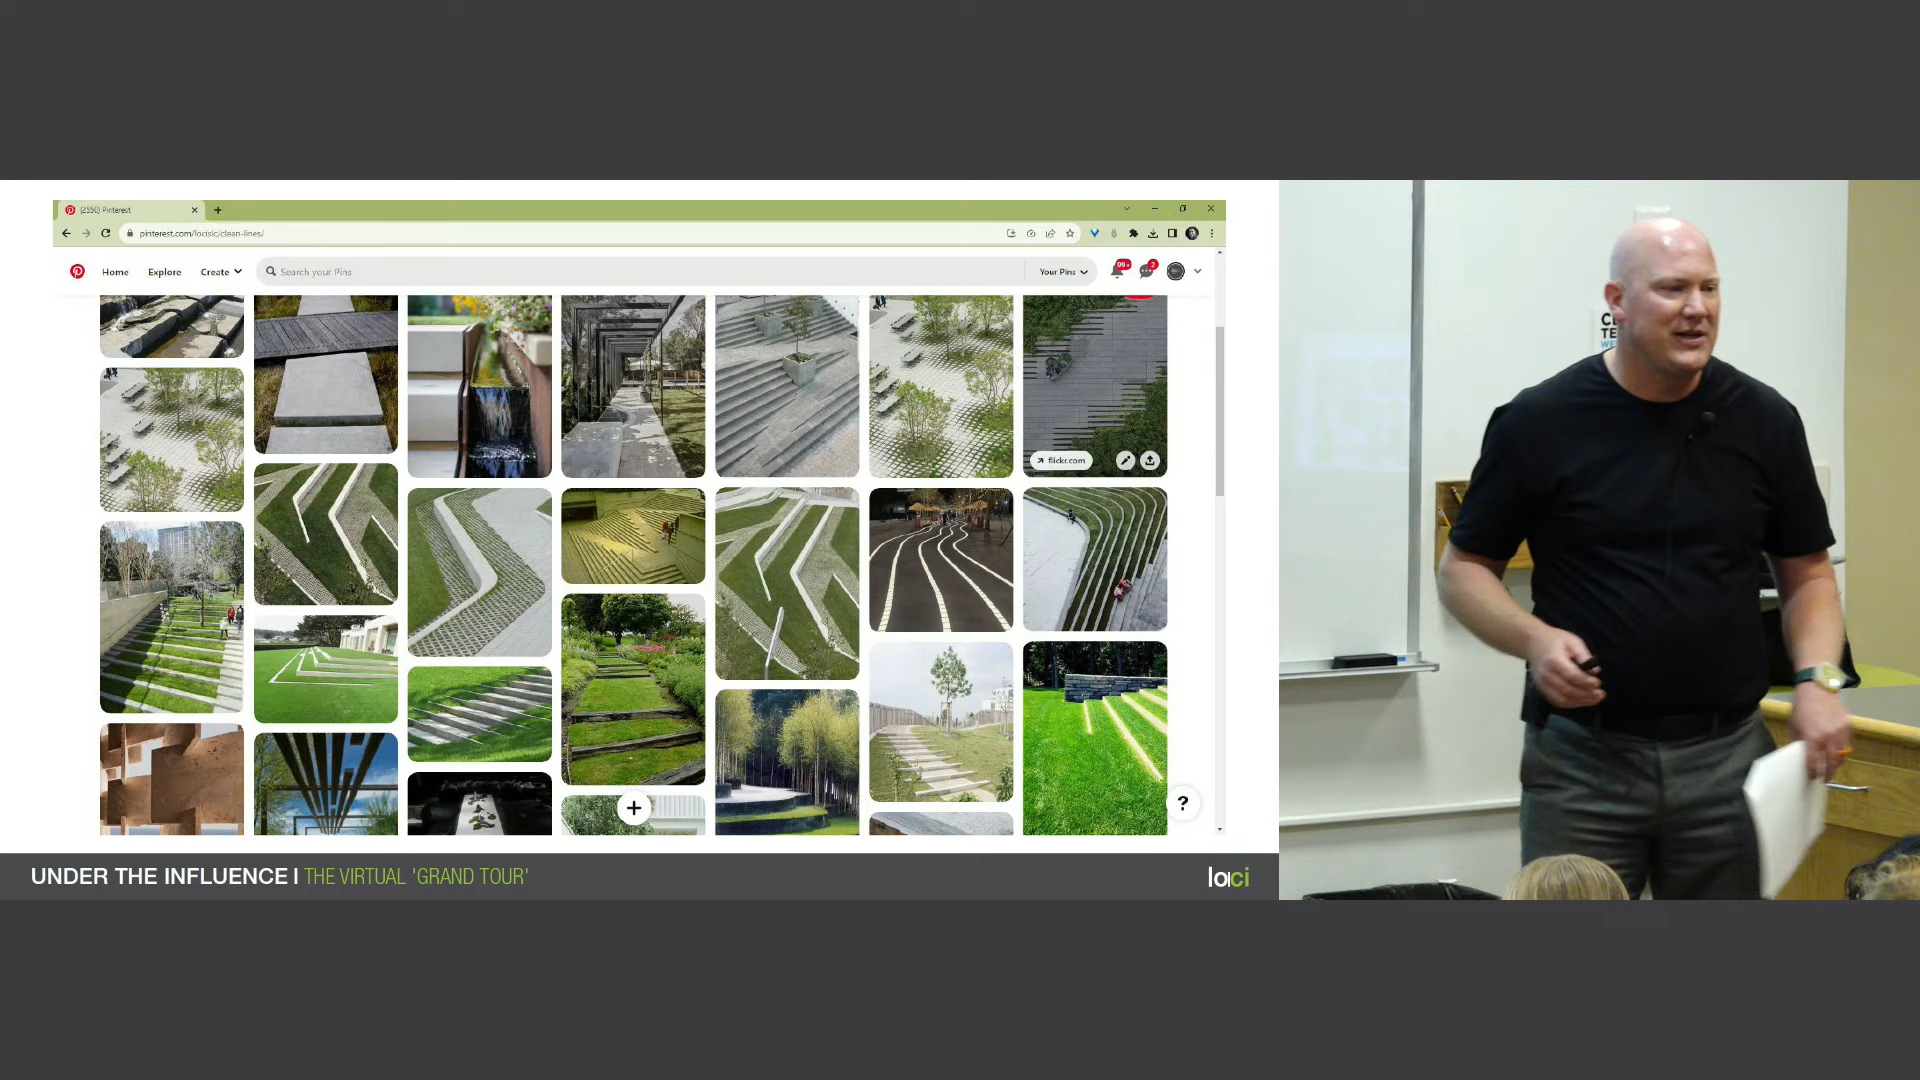 (2550) Pinterest
pinterest.com/locislc/clean-lines/
Home Explore Create Search your Pins Your Pins 99+ 2
flickr.com
?
UNDER THE INFLUENCE | THE VIRTUAL 'GRAND TOUR'
loci